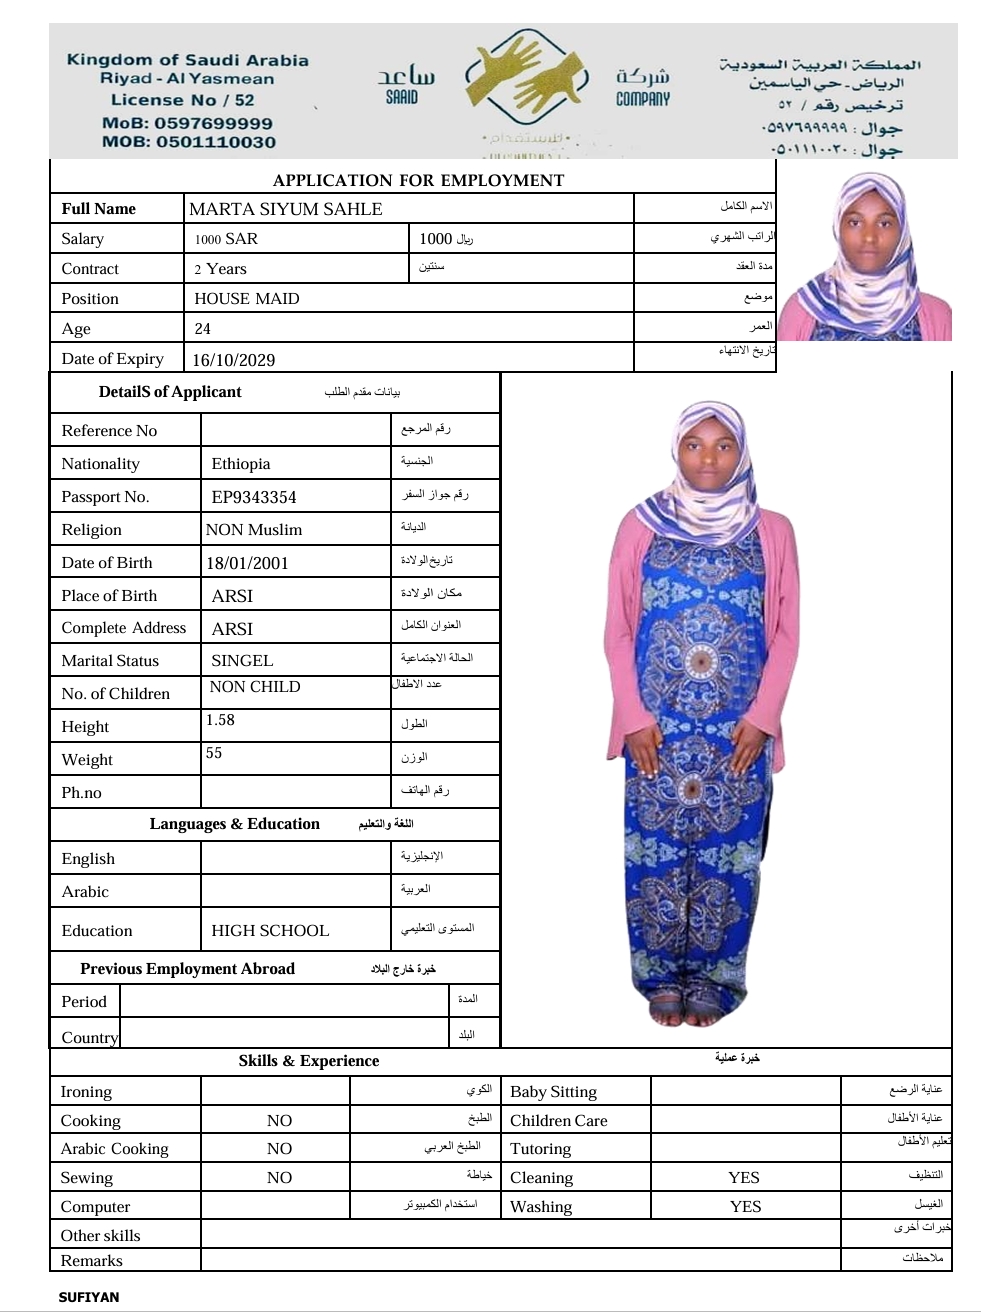 Kingdom of Saudi Arabia
Riyad - Al Yasmean
License No / 52
MoB: 0597699999
MOB: 0501110030
ساعد
SAAID
شركة
COMPANY
للاستقدام
المملكة العربية السعودية
الرياض-حي الياسمين
ترخيص رقم / ٥٢
جوال : ٠٥٩٧٦٩٩٩٩٩
جوال : ٠٥٠١١١٠٠٣٠
APPLICATION FOR EMPLOYMENT
Full Name MARTA SIYUM SAHLE الاسم الكامل
Salary 1000 SAR 1000 ريال الراتب الشهري
Contract 2 Years سنتين مدة العقد
Position HOUSE MAID موضع
Age 24 العمر
Date of Expiry 16/10/2029 تاريخ الانتهاء
DetailS of Applicant بيانات مقدم الطلب
Reference No رقم المرجع
Nationality Ethiopia الجنسية
Passport No. EP9343354 رقم جواز السفر
Religion NON Muslim الديانة
Date of Birth 18/01/2001 تاريخ الولادة
Place of Birth ARSI مكان الولادة
Complete Address ARSI العنوان الكامل
Marital Status SINGEL الحالة الاجتماعية
No. of Children NON CHILD عدد الاطفال
Height 1.58 الطول
Weight 55 الوزن
Ph.no رقم الهاتف
Languages & Education اللغة والتعليم
English الإنجليزية
Arabic العربية
Education HIGH SCHOOL المستوى التعليمي
Previous Employment Abroad خبرة خارج البلاد
Period المدة
Country البلد
Skills & Experience خبرة عملية
Ironing الكوي Baby Sitting عناية الرضع
Cooking NO الطبخ Children Care عناية الأطفال
Arabic Cooking NO الطبخ العربي Tutoring تعليم الأطفال
Sewing NO خياطة Cleaning YES التنظيف
Computer استخدام الكمبيوتر Washing YES الغيسل
Other skills خبرات أخرى
Remarks ملاحظات
SUFIYAN